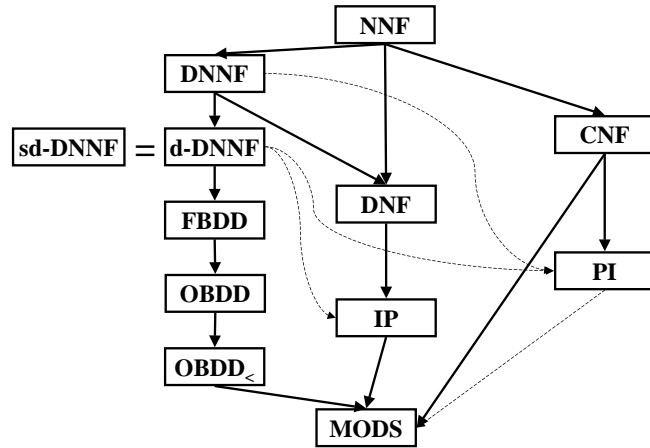 NNF
DNNF
CNF
sd-DNNF = d-DNNF
DNF
FBDD
PI
OBDD
IP
OBDD<
MODS